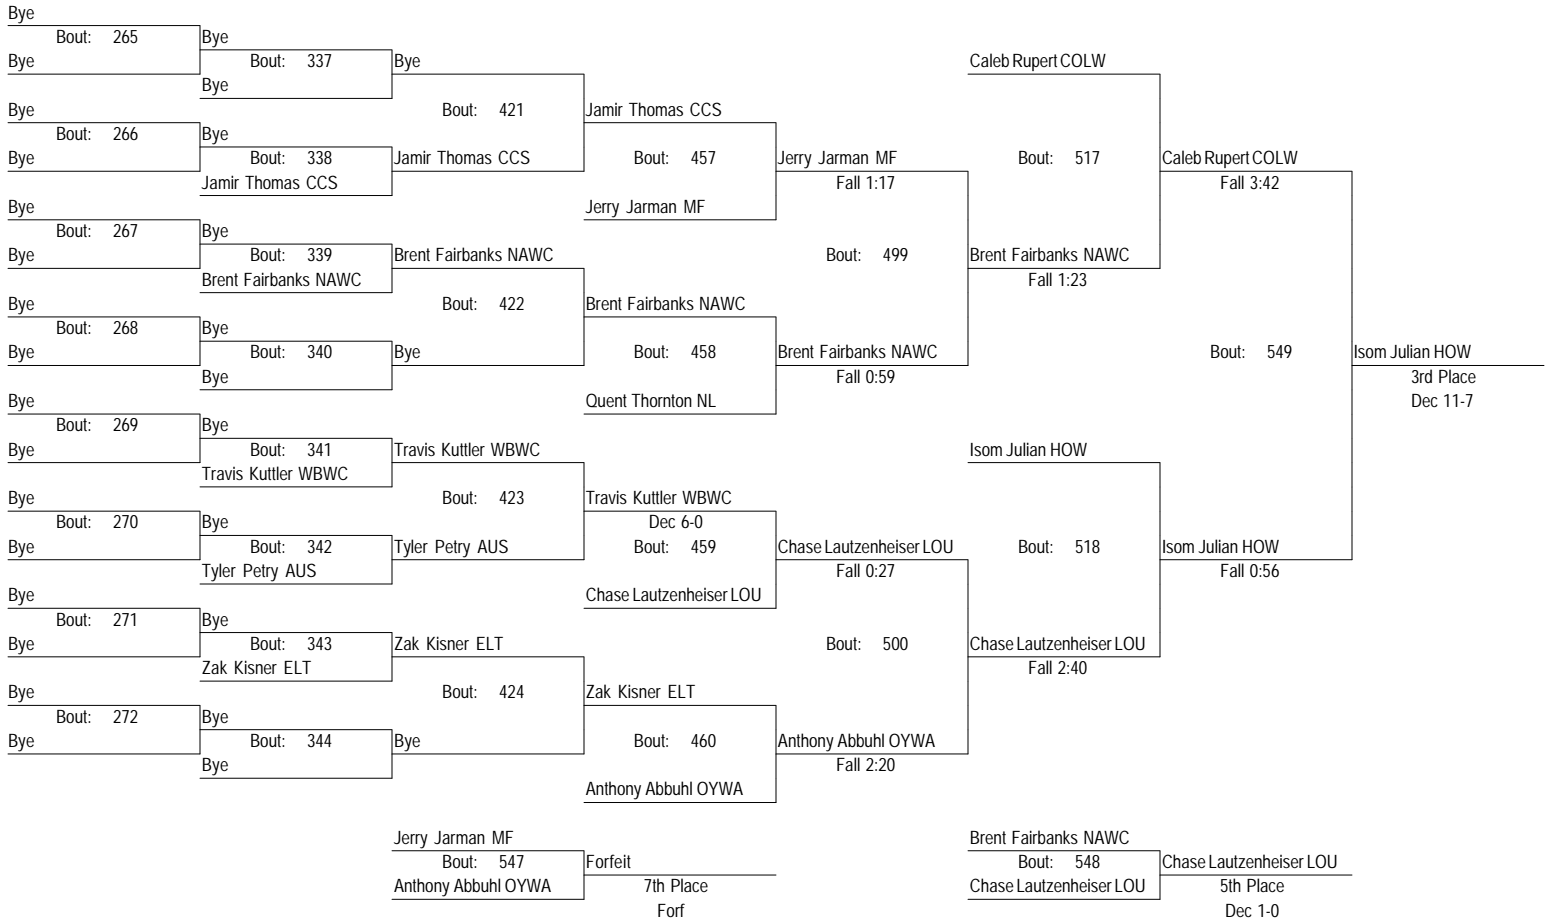 Bye
Bout: 265 Bye
Bye Bout: 337 Bye Caleb Rupert COLW
Bye
Bye Bout: 421 Jamir Thomas CCS
Bout: 266 Bye
Bye Bout: 338 Jamir Thomas CCS Bout: 457 Jerry Jarman MF Bout: 517 Caleb Rupert COLW
Jamir Thomas CCS Fall 1:17 Fall 3:42
Bye Jerry Jarman MF
Bout: 267 Bye
Bye Bout: 339 Brent Fairbanks NAWC Bout: 499 Brent Fairbanks NAWC
Brent Fairbanks NAWC Fall 1:23
Bye Bout: 422 Brent Fairbanks NAWC
Bout: 268 Bye
Bye Bout: 340 Bye Bout: 458 Brent Fairbanks NAWC Bout: 549 Isom Julian HOW
Bye Fall 0:59 3rd Place
Bye Quent Thornton NL Dec 11-7
Bout: 269 Bye
Bye Bout: 341 Travis Kuttler WBWC Isom Julian HOW
Travis Kuttler WBWC
Bye Bout: 423 Travis Kuttler WBWC
Bout: 270 Bye Dec 6-0
Bye Bout: 342 Tyler Petry AUS Bout: 459 Chase Lautzenheiser LOU Bout: 518 Isom Julian HOW
Tyler Petry AUS Fall 0:27 Fall 0:56
Bye Chase Lautzenheiser LOU
Bout: 271 Bye
Bye Bout: 343 Zak Kisner ELT Bout: 500 Chase Lautzenheiser LOU
Zak Kisner ELT Fall 2:40
Bye Bout: 424 Zak Kisner ELT
Bout: 272 Bye
Bye Bout: 344 Bye Bout: 460 Anthony Abbuhl OYWA
Bye Fall 2:20
Anthony Abbuhl OYWA
Jerry Jarman MF Brent Fairbanks NAWC
Bout: 547 Forfeit Bout: 548 Chase Lautzenheiser LOU
Anthony Abbuhl OYWA 7th Place Chase Lautzenheiser LOU 5th Place
Forf Dec 1-0